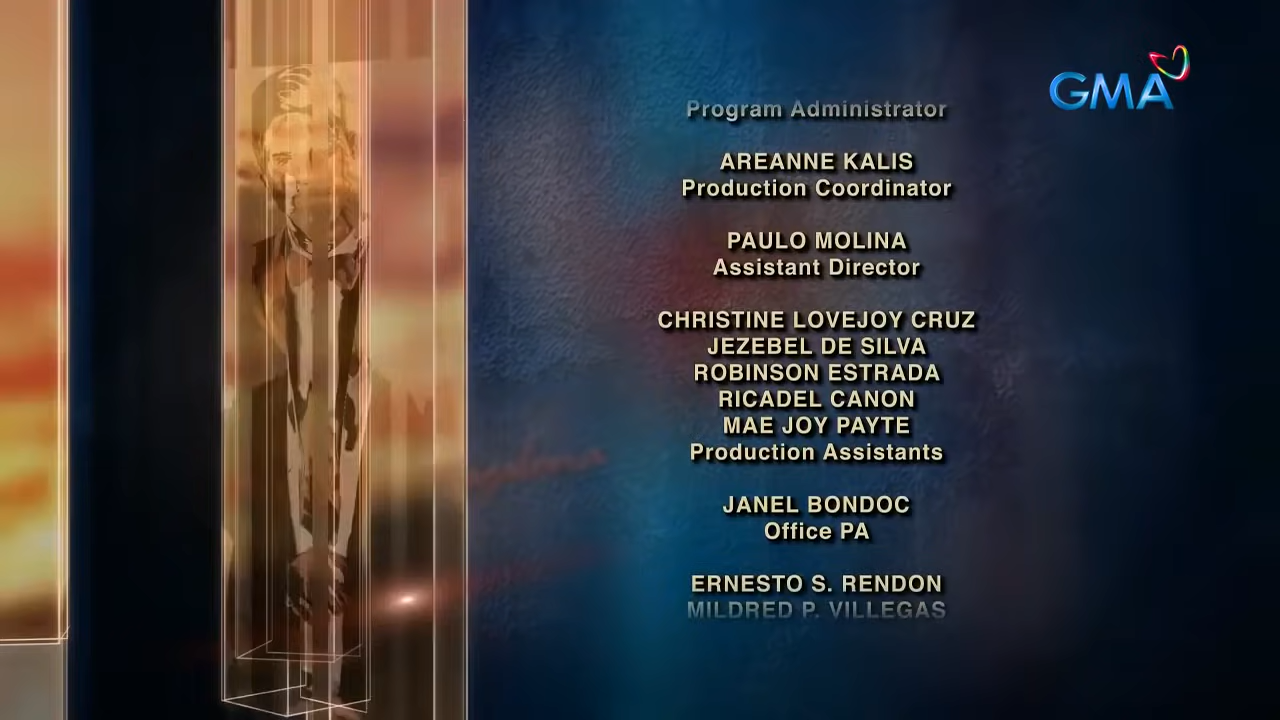 GMA
Program Administrator
AREANNE KALIS
Production Coordinator
PAULO MOLINA
Assistant Director
CHRISTINE LOVEJOY CRUZ
JEZEBEL DE SILVA
ROBINSON ESTRADA
RICADEL CANON
MAE JOY PAYTE
Production Assistants
JANEL BONDOC
Office PA
ERNESTO S. RENDON
MILDRED P. VILLEGAS